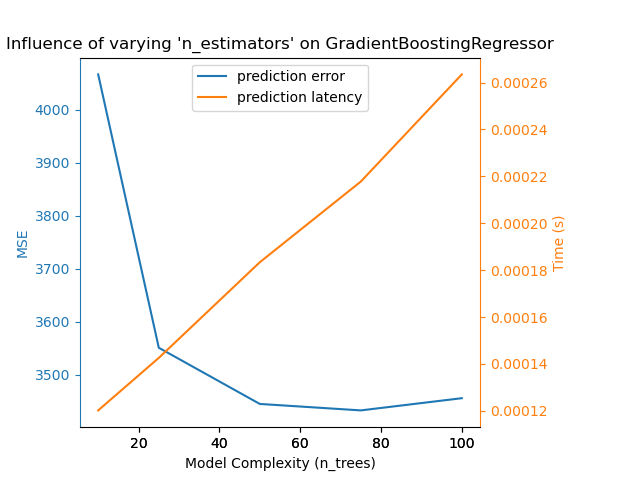 Influence of varying 'n_estimators' on GradientBoostingRegressor
prediction error
prediction latency
4000
3900
3800
3700
3600
3500
MSE
0.00026
0.00024
0.00022
0.00020
0.00018
0.00016
0.00014
0.00012
Time (s)
20 40 60 80 100
Model Complexity (n_trees)